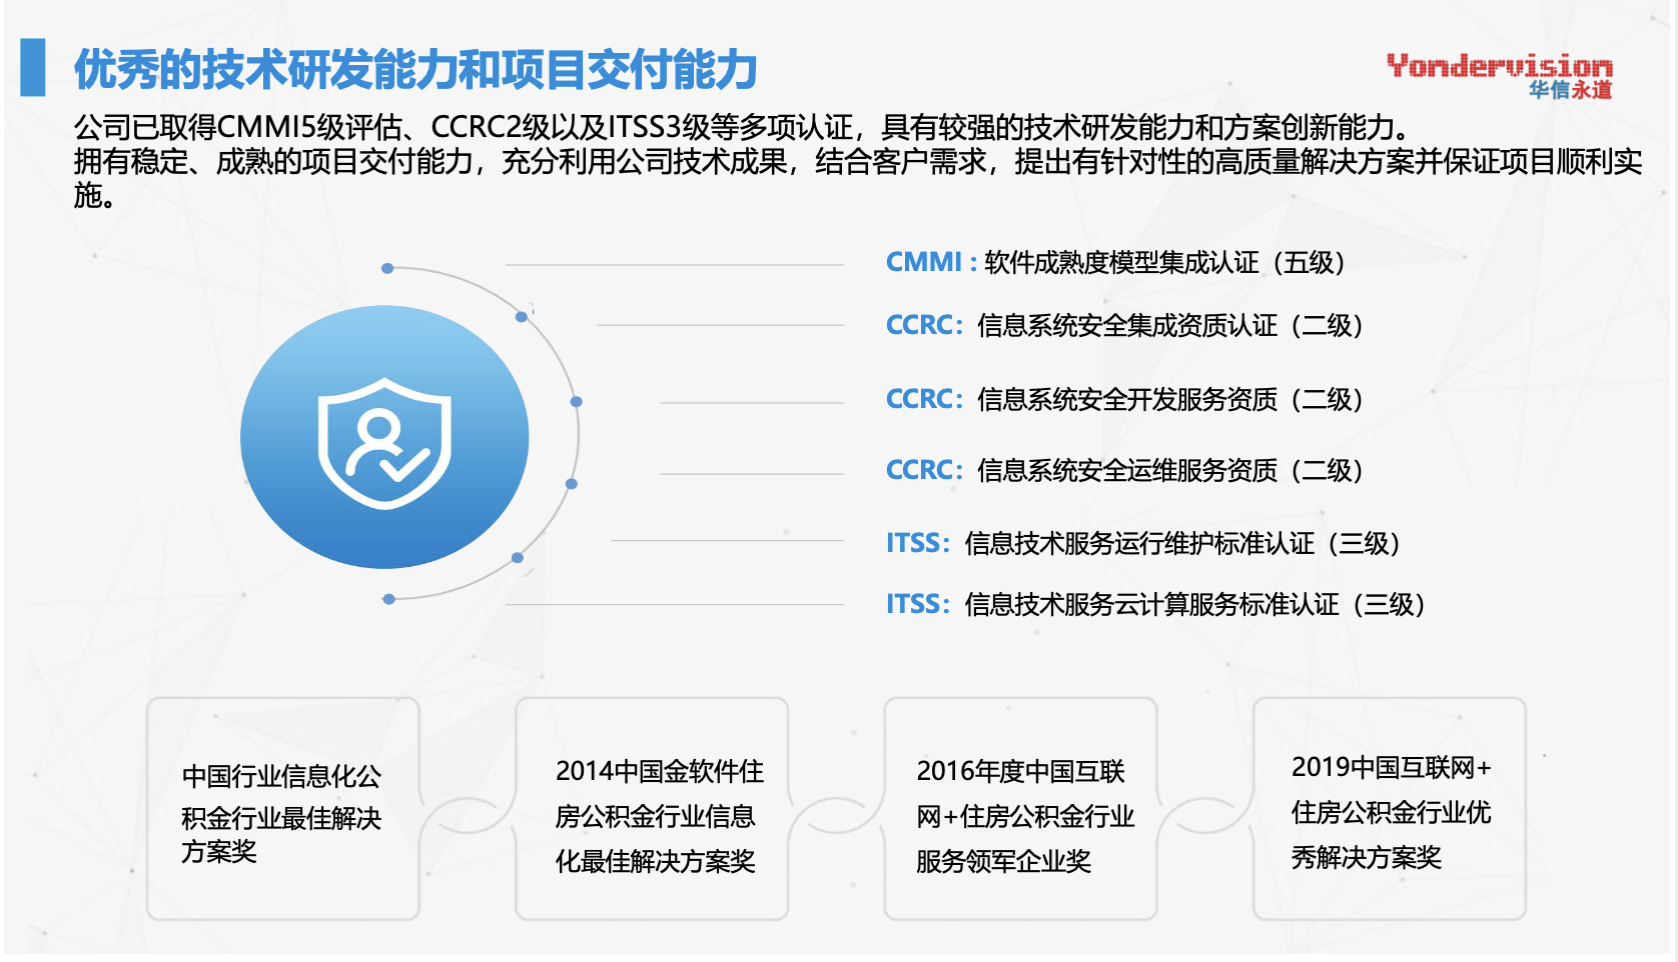 优秀的技术研发能力和项目交付能力
Yondervision
华信永道
公司已取得CMMI5级评估、CCRC2级以及ITSS3级等多项认证，具有较强的技术研发能力和方案创新能力。
拥有稳定、成熟的项目交付能力，充分利用公司技术成果，结合客户需求，提出有针对性的高质量解决方案并保证项目顺利实
施。
CMMI：软件成熟度模型集成认证（五级）
CCRC：信息系统安全集成资质认证（二级）
CCRC：信息系统安全开发服务资质（二级）
CCRC：信息系统安全运维服务资质（二级）
ITSS：信息技术服务运行维护标准认证（三级）
ITSS：信息技术服务云计算服务标准认证（三级）
中国行业信息化公
积金行业最佳解决
方案奖
2014中国金软件住
房公积金行业信息
化最佳解决方案奖
2016年度中国互联
网+住房公积金行业
服务领军企业奖
2019中国互联网+
住房公积金行业优
秀解决方案奖